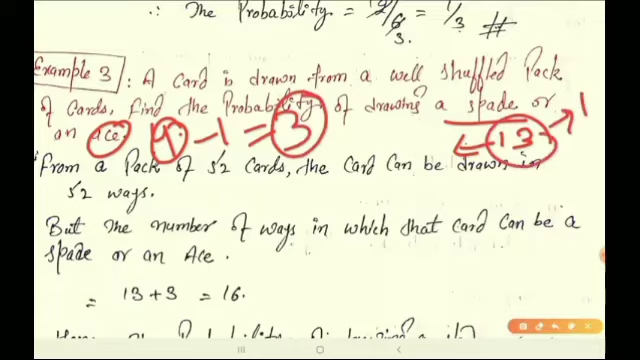 ∴ The Probability = 2/6 = 1/3 #
3.
Example 3 : A Card is drawn from a well shuffled Pack
of Cards, find the Probability of drawing a spade or
an ace. 4 - 1 = 3 ← 13 → 1
From a Pack of 52 Cards, the Card can be drawn in
52 ways.
But the number of ways in which that Card can be a
spade or an Ace.
= 13 + 3 = 16.